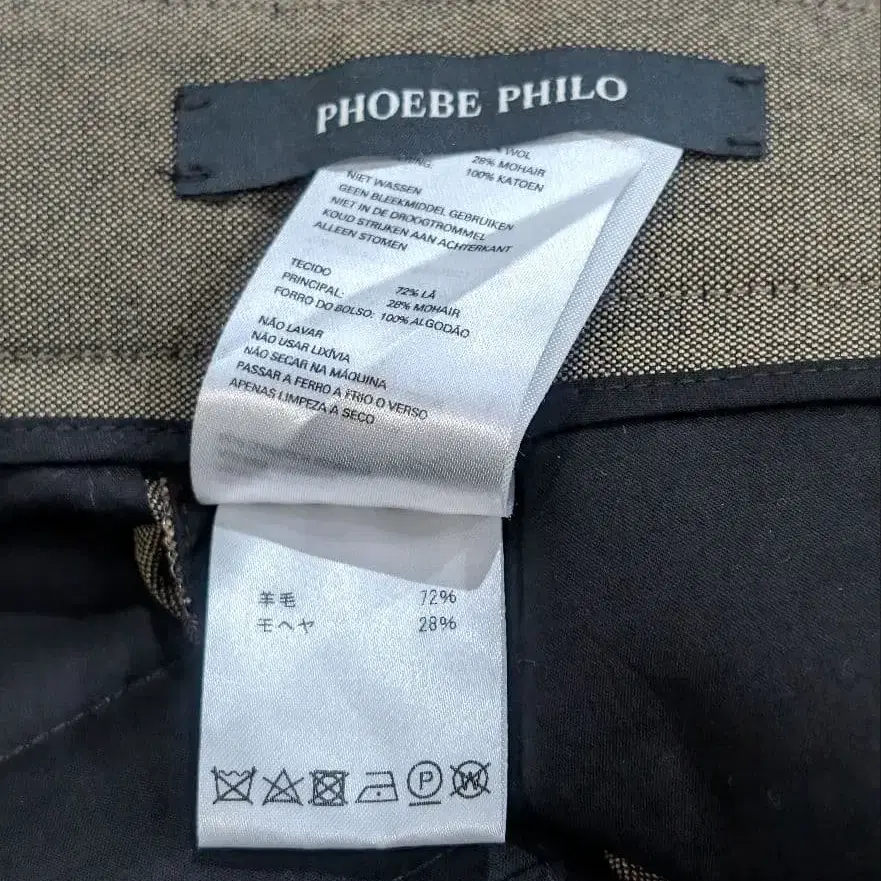 PHOEBE PHILO
WOL
28% MOHAIR
100% KATOEN
NIET WASSEN
GEEN BLEEKMIDDEL GEBRUIKEN
NIET IN DE DROOGTROMMEL
KOUD STRIJKEN AAN ACHTERKANT
ALLEEN STOMEN
TECIDO
PRINCIPAL: 72% LÃ
28% MOHAIR
FORRO DO BOLSO: 100% ALGODÃO
NÃO LAVAR
NÃO USAR LIXÍVIA
NÃO SECAR NA MÁQUINA
PASSAR A FERRO A FRIO O VERSO
APENAS LIMPEZA A SECO
羊毛 72%
モヘヤ 28%
P W